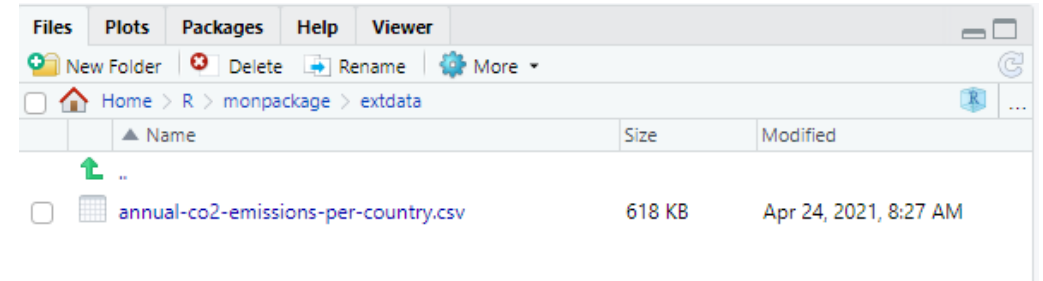 Files Plots Packages Help Viewer
New Folder Delete Rename More
Home > R > monpackage > extdata R ...
Name Size Modified
..
annual-co2-emissions-per-country.csv 618 KB Apr 24, 2021, 8:27 AM